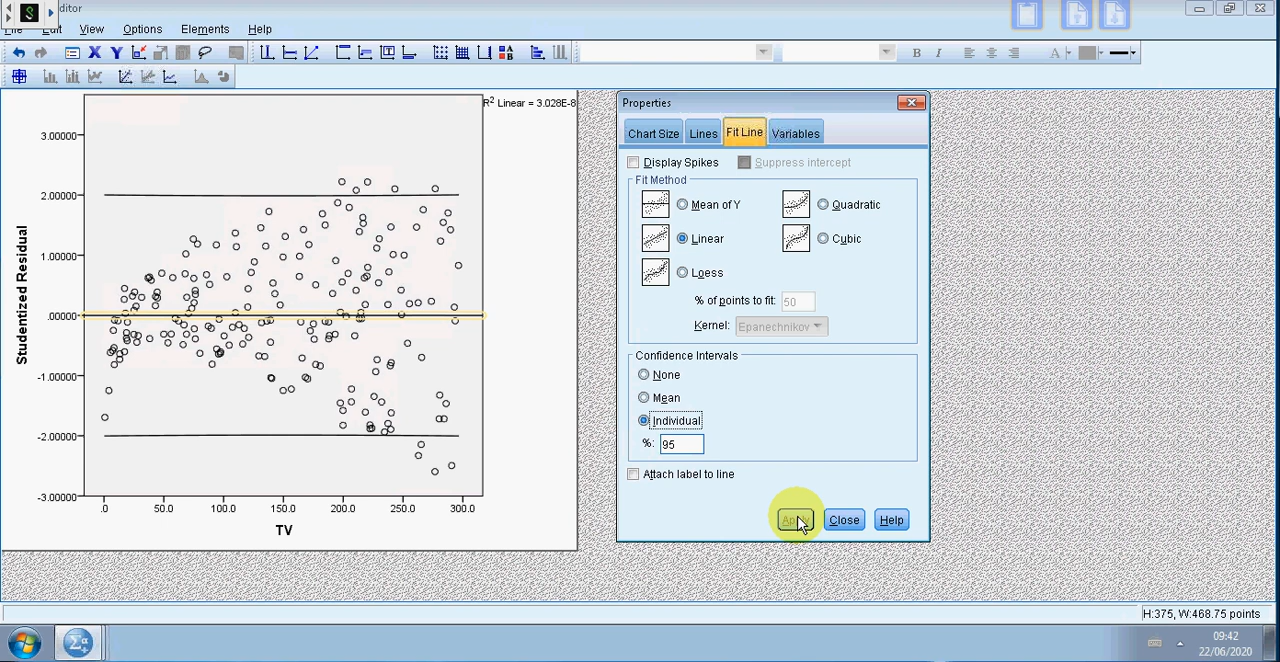 ditor
File Edit View Options Elements Help
B I A
R2 Linear = 3.028E-8
3.00000
2.00000
1.00000
.00000
-1.00000
-2.00000
-3.00000
Studentized Residual
.0 50.0 100.0 150.0 200.0 250.0 300.0
TV
Properties
Chart Size Lines Fit Line Variables
Display Spikes Suppress intercept
Fit Method
Mean of Y Quadratic
Linear Cubic
Loess
% of points to fit: 50
Kernel: Epanechnikov
Confidence Intervals
None
Mean
Individual
%: 95
Attach label to line
Apply Close Help
H:375, W:468.75 points
09:42
22/06/2020